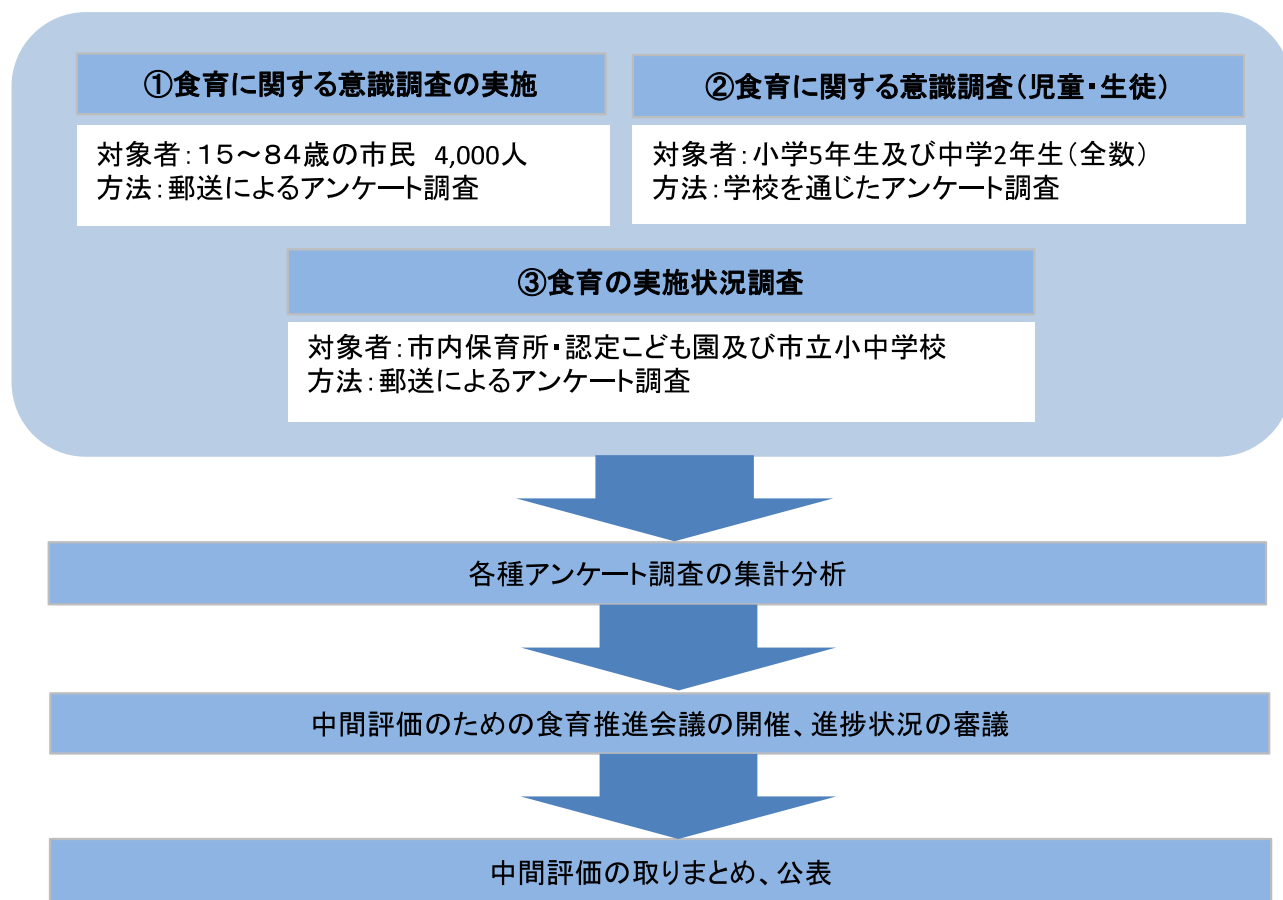 ①食育に関する意識調査の実施
対象者：１５～８４歳の市民 4,000人
方法：郵送によるアンケート調査
②食育に関する意識調査（児童・生徒）
対象者：小学5年生及び中学2年生（全数）
方法：学校を通じたアンケート調査
③食育の実施状況調査
対象者：市内保育所・認定こども園及び市立小中学校
方法：郵送によるアンケート調査
各種アンケート調査の集計分析
中間評価のための食育推進会議の開催、進捗状況の審議
中間評価の取りまとめ、公表